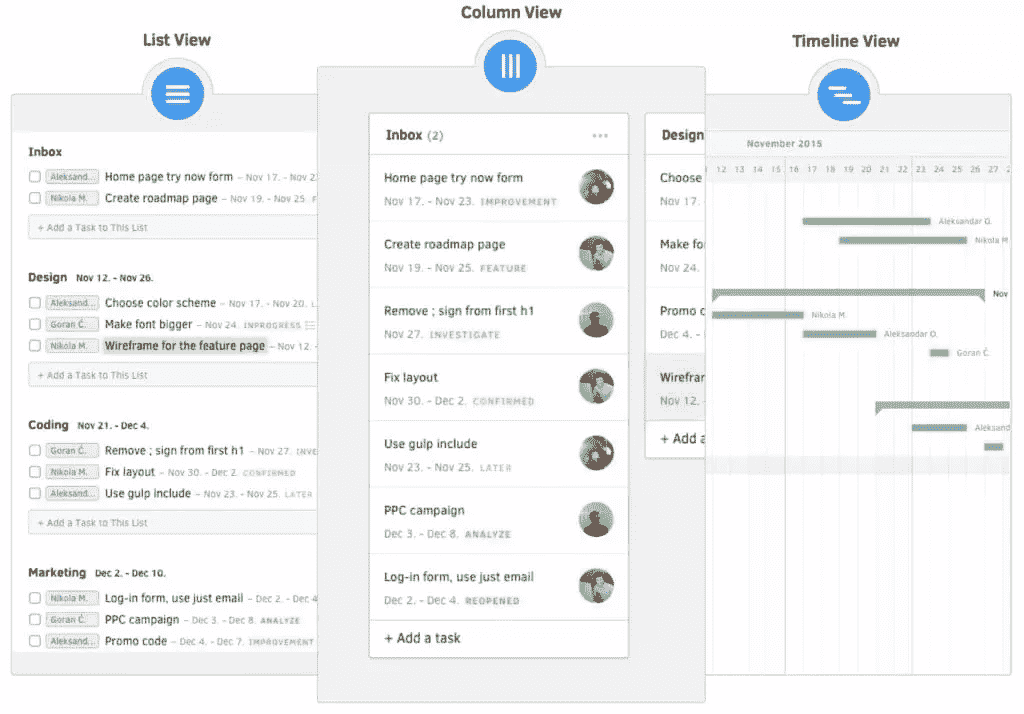 List View
Inbox
Aleksand... Home page try now form – Nov 17. - Nov 2
Nikola M. Create roadmap page – Nov 19. - Nov 25.
+ Add a Task to This List
Design Nov 12. - Nov 26.
Aleksand... Choose color scheme – Nov 17. - Nov 20.
Goran Ć. Make font bigger – Nov 24. INPROGRESS
Nikola M. Wireframe for the feature page – Nov 12. -
+ Add a Task to This List
Coding Nov 21. - Dec 4.
Goran Ć. Remove ; sign from first h1 – Nov 27. INVE
Nikola M. Fix layout – Nov 30. - Dec 2. CONFIRMED
Aleksand... Use gulp include – Nov 23. - Nov 25. LATER
+ Add a Task to This List
Marketing Dec 2. - Dec 10.
Nikola M. Log-in form, use just email – Dec 2. - Dec 4
Goran Ć. PPC campaign – Dec 3. - Dec 8. ANALYZE
Aleksand... Promo code – Dec 4. - Dec 7. IMPROVEMENT
Column View
Inbox (2)
Home page try now form
Nov 17. - Nov 23. IMPROVEMENT
Create roadmap page
Nov 19. - Nov 25. FEATURE
Remove ; sign from first h1
Nov 27. INVESTIGATE
Fix layout
Nov 30. - Dec 2. CONFIRMED
Use gulp include
Nov 23. - Nov 25. LATER
PPC campaign
Dec 3. - Dec 8. ANALYZE
Log-in form, use just email
Dec 2. - Dec 4. REOPENED
+ Add a task
Design
Choose
Nov 17.
Make fo
Nov 24.
Promo c
Dec 4. -
Wirefrar
Nov 12.
+ Add a
Timeline View
November 2015
12 13 14 15 16 17 18 19 20 21 22 23 24 25 26 27 2
Aleksandar O.
Nikola M
Nov
Nikola M.
Aleksandar O.
Goran Ć.
Aleksand